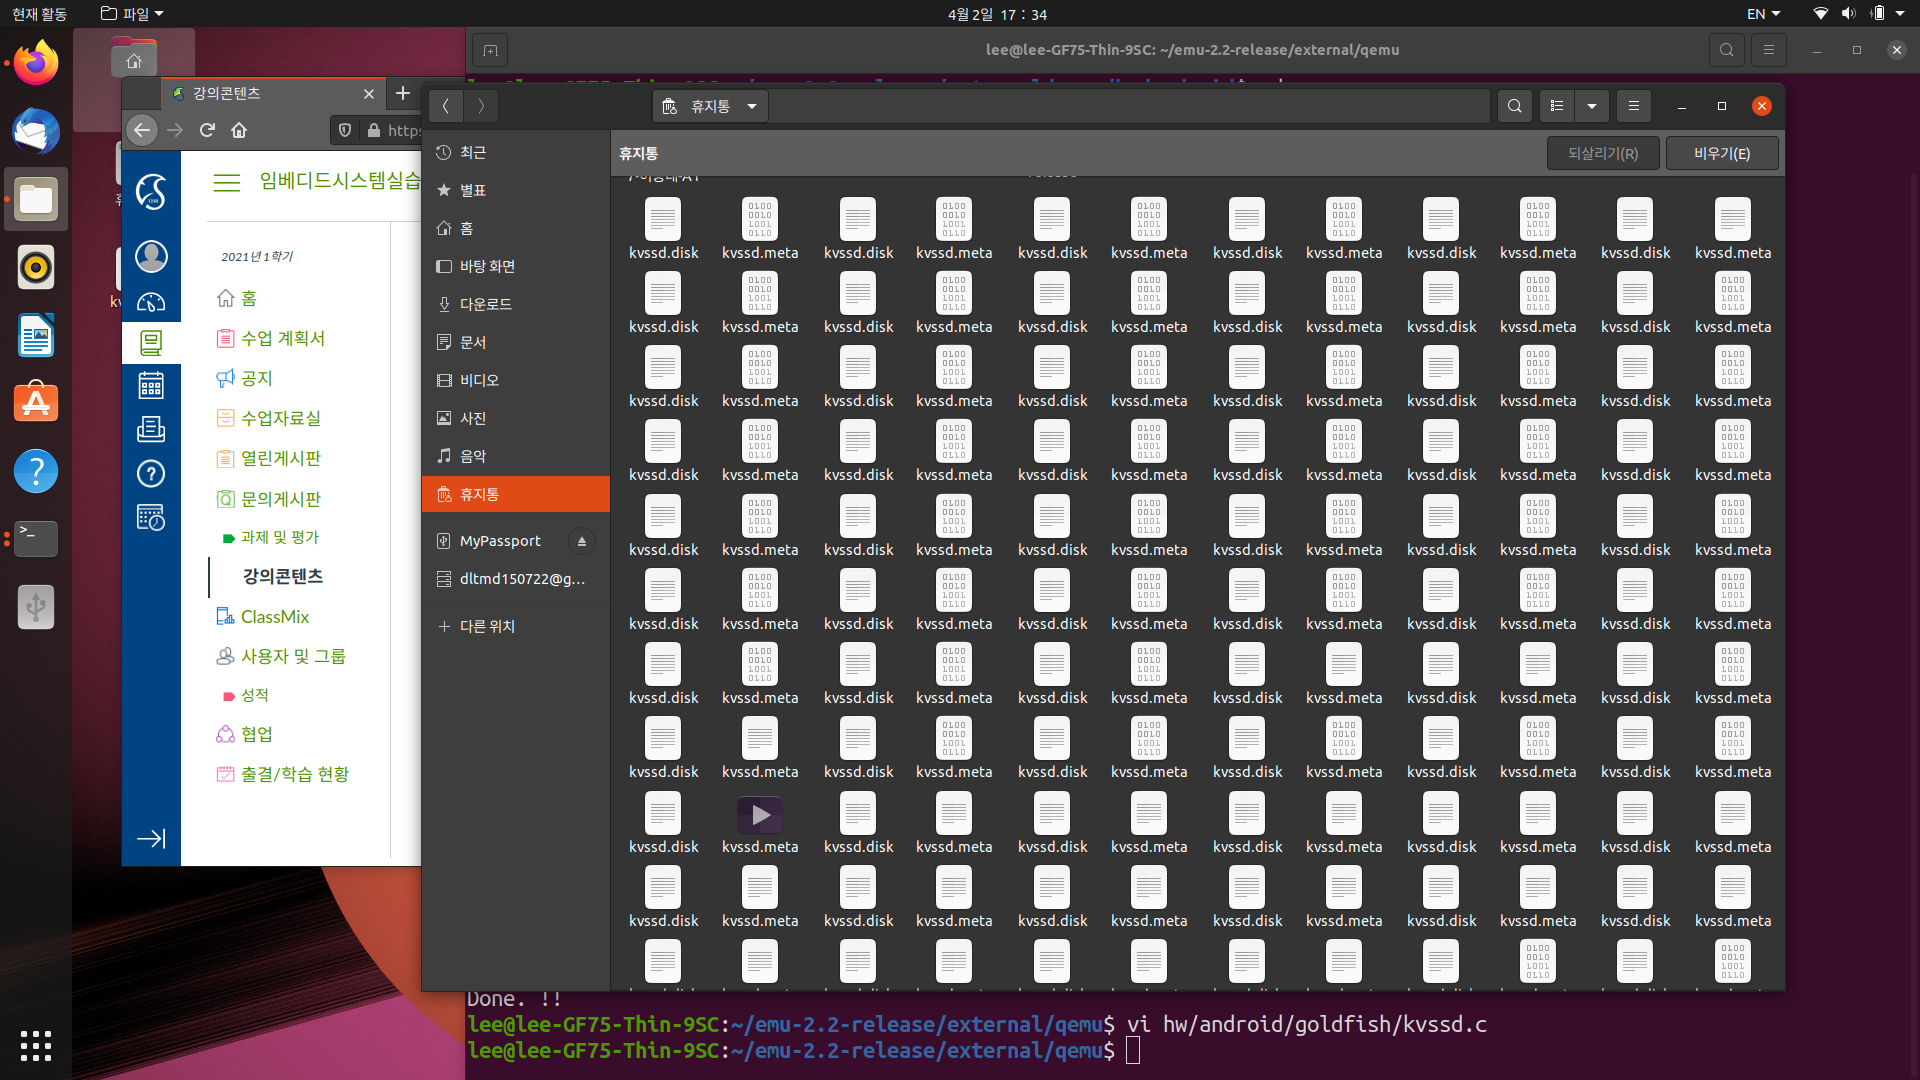 현재 활동
파일
4월 2일 17 : 34
EN
lee@lee-GF75-Thin-9SC: ~/emu-2.2-release/external/qemu
강의콘텐츠
https
임베디드시스템실습
2021년 1학기
홈
수업 계획서
공지
수업자료실
열린게시판
문의게시판
과제 및 평가
강의콘텐츠
ClassMix
사용자 및 그룹
성적
협업
출결/학습 현황
휴지통
최근
별표
홈
바탕 화면
다운로드
문서
비디오
사진
음악
휴지통
MyPassport
dltmd150722@g...
다른 위치
휴지통
되살리기(R)
비우기(E)
kvssd.disk kvssd.meta kvssd.disk kvssd.meta kvssd.disk kvssd.meta kvssd.disk kvssd.meta kvssd.disk kvssd.meta kvssd.disk kvssd.meta
kvssd.disk kvssd.meta kvssd.disk kvssd.meta kvssd.disk kvssd.meta kvssd.disk kvssd.meta kvssd.disk kvssd.meta kvssd.disk kvssd.meta
kvssd.disk kvssd.meta kvssd.disk kvssd.meta kvssd.disk kvssd.meta kvssd.disk kvssd.meta kvssd.disk kvssd.meta kvssd.disk kvssd.meta
kvssd.disk kvssd.meta kvssd.disk kvssd.meta kvssd.disk kvssd.meta kvssd.disk kvssd.meta kvssd.disk kvssd.meta kvssd.disk kvssd.meta
kvssd.disk kvssd.meta kvssd.disk kvssd.meta kvssd.disk kvssd.meta kvssd.disk kvssd.meta kvssd.disk kvssd.meta kvssd.disk kvssd.meta
kvssd.disk kvssd.meta kvssd.disk kvssd.meta kvssd.disk kvssd.meta kvssd.disk kvssd.meta kvssd.disk kvssd.meta kvssd.disk kvssd.meta
kvssd.disk kvssd.meta kvssd.disk kvssd.meta kvssd.disk kvssd.meta kvssd.disk kvssd.meta kvssd.disk kvssd.meta kvssd.disk kvssd.meta
kvssd.disk kvssd.meta kvssd.disk kvssd.meta kvssd.disk kvssd.meta kvssd.disk kvssd.meta kvssd.disk kvssd.meta kvssd.disk kvssd.meta
kvssd.disk kvssd.meta kvssd.disk kvssd.meta kvssd.disk kvssd.meta kvssd.disk kvssd.meta kvssd.disk kvssd.meta kvssd.disk kvssd.meta
kvssd.disk kvssd.meta kvssd.disk kvssd.meta kvssd.disk kvssd.meta kvssd.disk kvssd.meta kvssd.disk kvssd.meta kvssd.disk kvssd.meta
Done. !!
lee@lee-GF75-Thin-9SC:~/emu-2.2-release/external/qemu$ vi hw/android/goldfish/kvssd.c
lee@lee-GF75-Thin-9SC:~/emu-2.2-release/external/qemu$